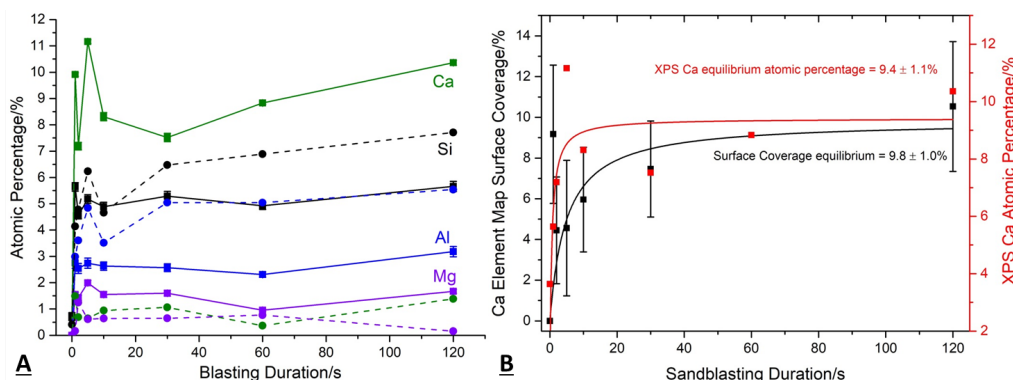 12
11
10
9
8
7
6
5
4
3
2
1
0
Atomic Percentage/%
Ca
Si
Al
Mg
0 20 40 60 80 100 120
Blasting Duration/s
A
16
14
12
10
8
6
4
2
0
Ca Element Map Surface Coverage/%
XPS Ca equilibrium atomic percentage = 9.4 ± 1.1%
Surface Coverage equilibrium = 9.8 ± 1.0%
12
10
8
6
4
2
XPS Ca Atomic Percentage/%
0 20 40 60 80 100 120
Sandblasting Duration/s
B